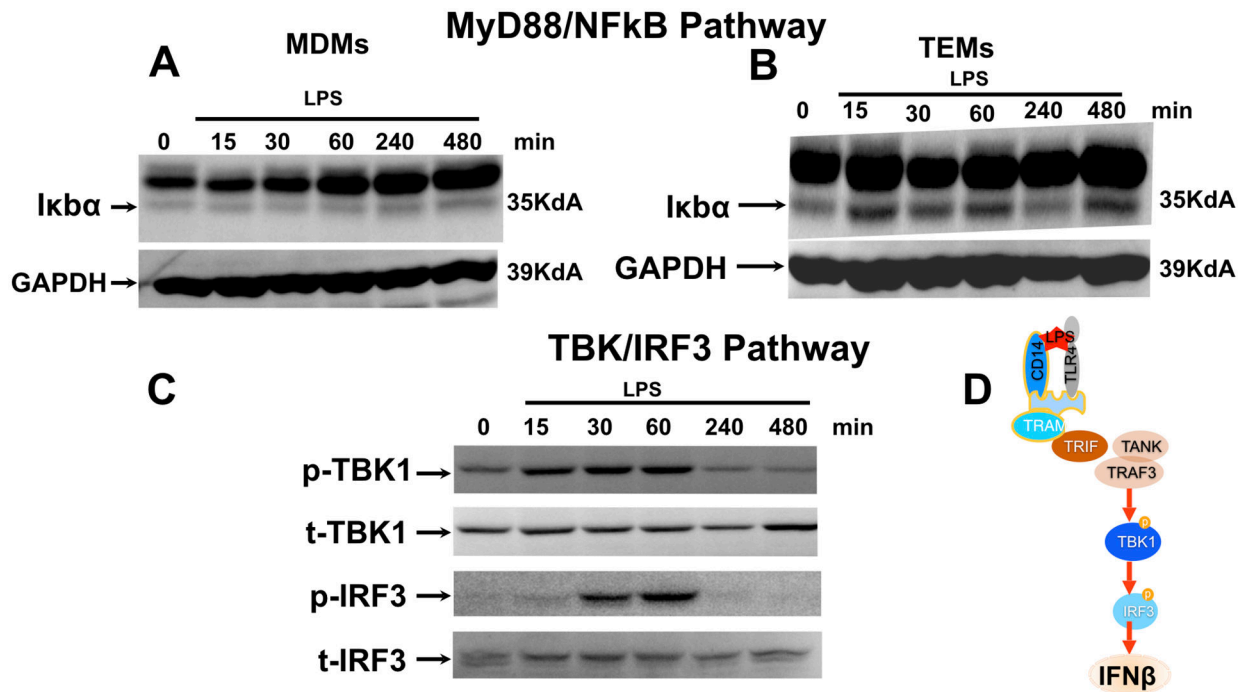 MyD88/NFkB Pathway
A
MDMs
LPS
0 15 30 60 240 480 min
Iκbα
35KdA
GAPDH
39KdA
B
TEMs
LPS
0 15 30 60 240 480 min
Iκbα
35KdA
GAPDH
39KdA
TBK/IRF3 Pathway
C
LPS
0 15 30 60 240 480 min
p-TBK1
t-TBK1
p-IRF3
t-IRF3
D
LPS
CD14
TLR4
TRAM
TRIF
TANK
TRAF3
p
TBK1
p
IRF3
IFNβ